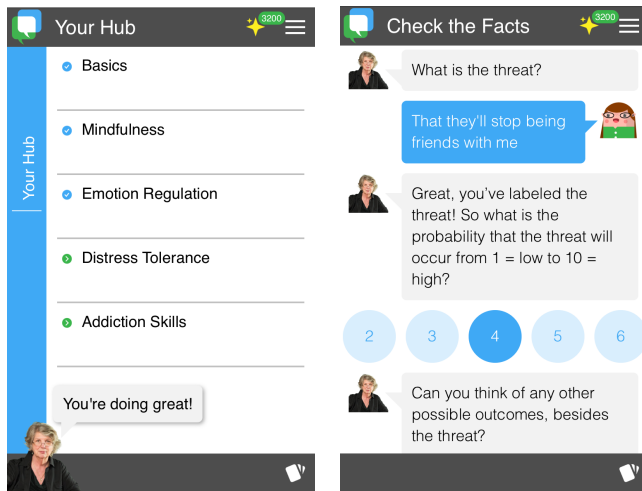 Your Hub
3200
Your Hub
Basics
Mindfulness
Emotion Regulation
Distress Tolerance
Addiction Skills
You're doing great!
Check the Facts
3200
What is the threat?
That they'll stop being
friends with me
Great, you've labeled the
threat! So what is the
probability that the threat will
occur from 1 = low to 10 =
high?
2 3 4 5 6
Can you think of any other
possible outcomes, besides
the threat?